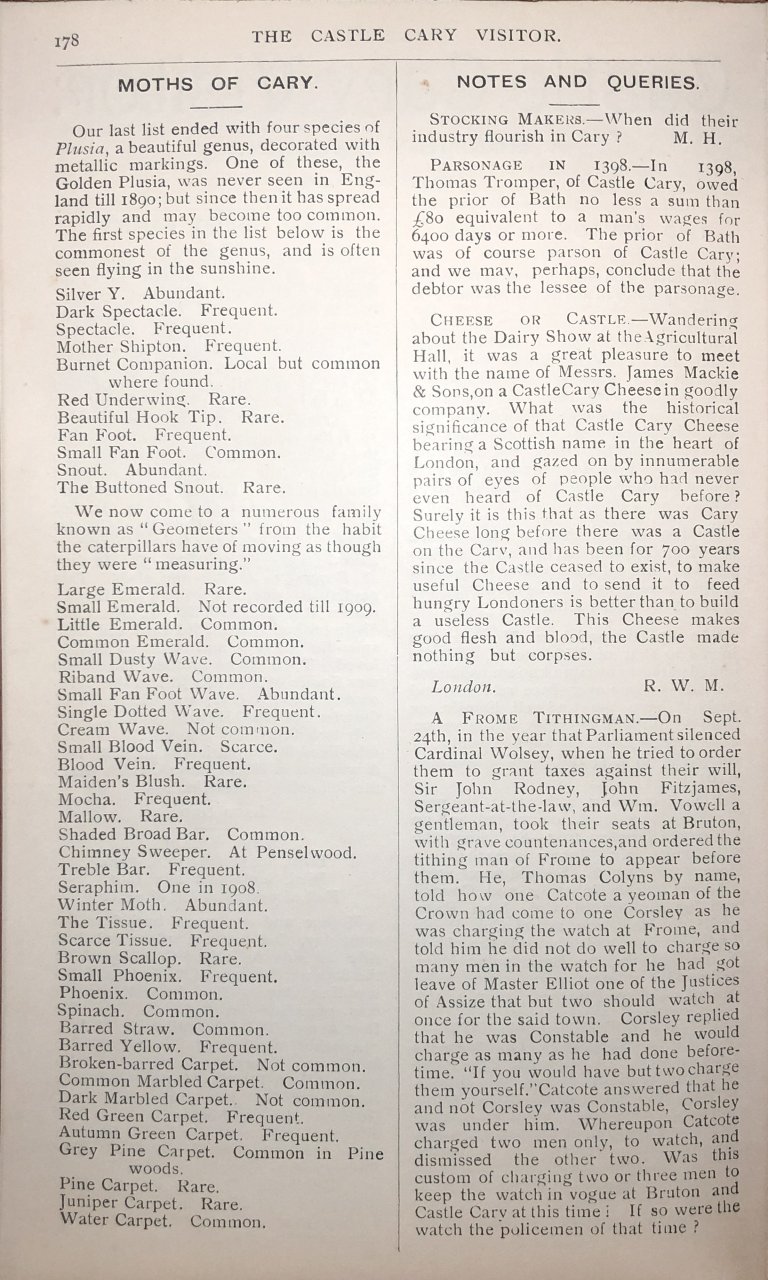 178
THE CASTLE CARY VISITOR.
MOTHS OF CARY.
Our last list ended with four species of
Plusia, a beautiful genus, decorated with
metallic markings. One of these, the
Golden Plusia, was never seen in Eng-
land till 1890; but since then it has spread
rapidly and may become too common.
The first species in the list below is the
commonest of the genus, and is often
seen flying in the sunshine.
Silver Y. Abundant.
Dark Spectacle. Frequent.
Spectacle. Frequent.
Mother Shipton. Frequent.
Burnet Companion. Local but common
where found.
Red Underwing. Rare.
Beautiful Hook Tip. Rare.
Fan Foot. Frequent.
Small Fan Foot. Common.
Snout. Abundant.
The Buttoned Snout. Rare.
We now come to a numerous family
known as "Geometers" from the habit
the caterpillars have of moving as though
they were "measuring."
Large Emerald. Rare.
Small Emerald. Not recorded till 1909.
Little Emerald. Common.
Common Emerald. Common.
Small Dusty Wave. Common.
Riband Wave. Common.
Small Fan Foot Wave. Abundant.
Single Dotted Wave. Frequent.
Cream Wave. Not common.
Small Blood Vein. Scarce.
Blood Vein. Frequent.
Maiden's Blush. Rare.
Mocha. Frequent.
Mallow. Rare.
Shaded Broad Bar. Common.
Chimney Sweeper. At Penselwood.
Treble Bar. Frequent.
Seraphim. One in 1908.
Winter Moth. Abundant.
The Tissue. Frequent.
Scarce Tissue. Frequent.
Brown Scallop. Rare.
Small Phoenix. Frequent.
Phoenix. Common.
Spinach. Common.
Barred Straw. Common.
Barred Yellow. Frequent.
Broken-barred Carpet. Not common.
Common Marbled Carpet. Common.
Dark Marbled Carpet. Not common.
Red Green Carpet. Frequent.
Autumn Green Carpet. Frequent.
Grey Pine Carpet. Common in Pine
woods.
Pine Carpet. Rare.
Juniper Carpet. Rare.
Water Carpet. Common.
NOTES AND QUERIES.
STOCKING MAKERS.—When did their
industry flourish in Cary? M. H.
PARSONAGE IN 1398.—In 1398,
Thomas Tromper, of Castle Cary, owed
the prior of Bath no less a sum than
£80 equivalent to a man's wages for
6400 days or more. The prior of Bath
was of course parson of Castle Cary;
and we may, perhaps, conclude that the
debtor was the lessee of the parsonage.
CHEESE OR CASTLE.—Wandering
about the Dairy Show at the Agricultural
Hall, it was a great pleasure to meet
with the name of Messrs. James Mackie
& Sons, on a Castle Cary Cheese in goodly
company. What was the historical
significance of that Castle Cary Cheese
bearing a Scottish name in the heart of
London, and gazed on by innumerable
pairs of eyes of people who had never
even heard of Castle Cary before?
Surely it is this that as there was Cary
Cheese long before there was a Castle
on the Cary, and has been for 700 years
since the Castle ceased to exist, to make
useful Cheese and to send it to feed
hungry Londoners is better than to build
a useless Castle. This Cheese makes
good flesh and blood, the Castle made
nothing but corpses.
London. R. W. M.
A FROME TITHINGMAN.—On Sept.
24th, in the year that Parliament silenced
Cardinal Wolsey, when he tried to order
them to grant taxes against their will,
Sir John Rodney, John Fitzjames,
Sergeant-at-the-law, and Wm. Vowell a
gentleman, took their seats at Bruton,
with grave countenances, and ordered the
tithing man of Frome to appear before
them. He, Thomas Colyns by name,
told how one Catcote a yeoman of the
Crown had come to one Corsley as he
was charging the watch at Frome, and
told him he did not do well to charge so
many men in the watch for he had got
leave of Master Elliot one of the Justices
of Assize that but two should watch at
once for the said town. Corsley replied
that he was Constable and he would
charge as many as he had done before-
time. "If you would have but two charge
them yourself." Catcote answered that he
and not Corsley was Constable, Corsley
was under him. Whereupon Catcote
charged two men only, to watch, and
dismissed the other two. Was this
custom of charging two or three men to
keep the watch in vogue at Bruton and
Castle Cary at this time? If so were the
watch the policemen of that time?